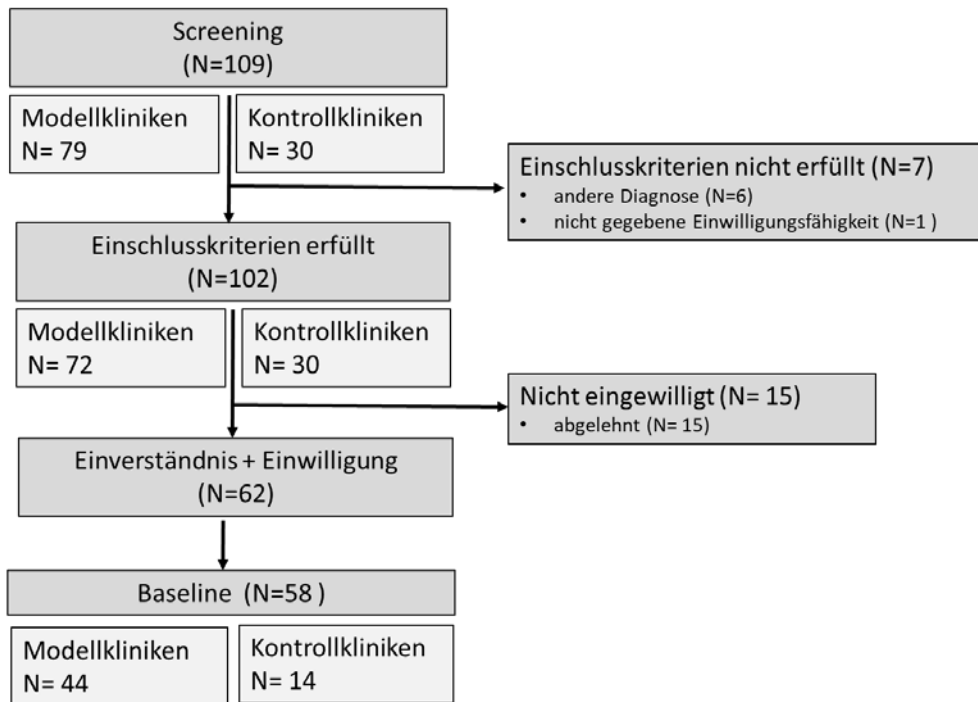 Screening
(N=109)
Modellkliniken
N= 79
Kontrollkliniken
N= 30
Einschlusskriterien nicht erfüllt (N=7)
• andere Diagnose (N=6)
• nicht gegebene Einwilligungsfähigkeit (N=1 )
Einschlusskriterien erfüllt
(N=102)
Modellkliniken
N= 72
Kontrollkliniken
N= 30
Nicht eingewilligt (N= 15)
• abgelehnt (N= 15)
Einverständnis + Einwilligung
(N=62)
Baseline (N=58 )
Modellkliniken
N= 44
Kontrollkliniken
N= 14